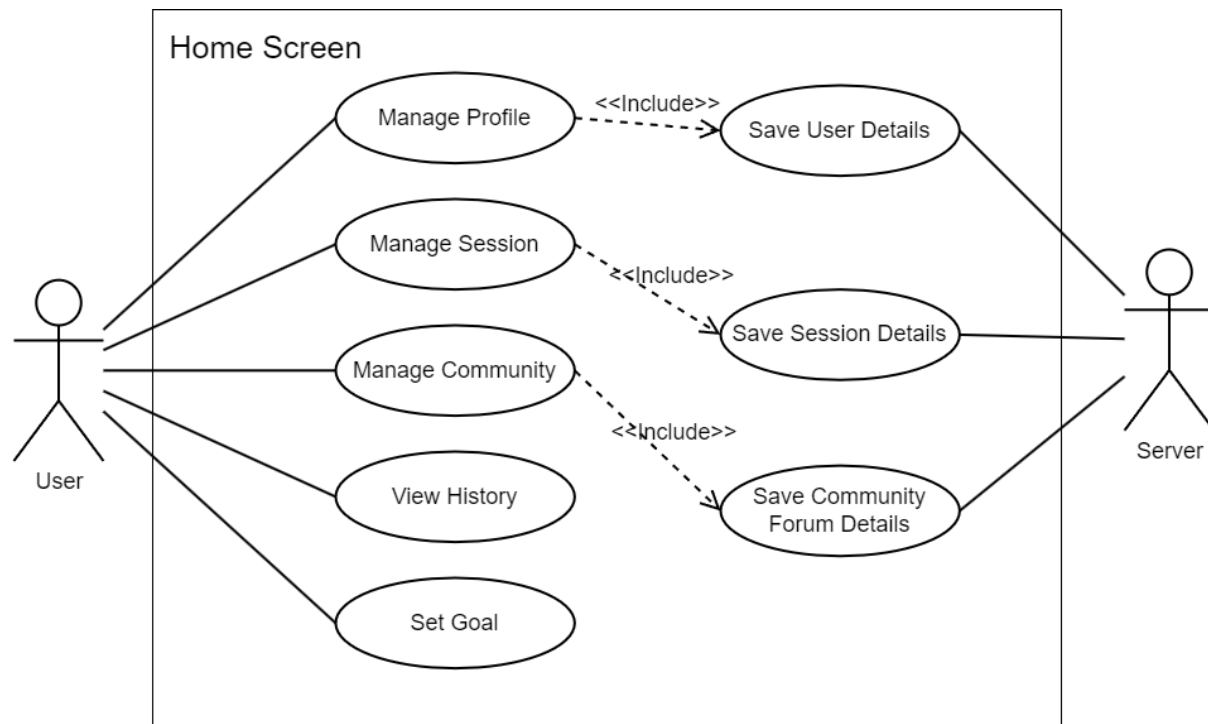 Home Screen
Manage Profile
<<Include>>
Save User Details
Manage Session
<<Include>>
Save Session Details
Manage Community
<<Include>>
User
View History
Save Community
Forum Details
Server
Set Goal